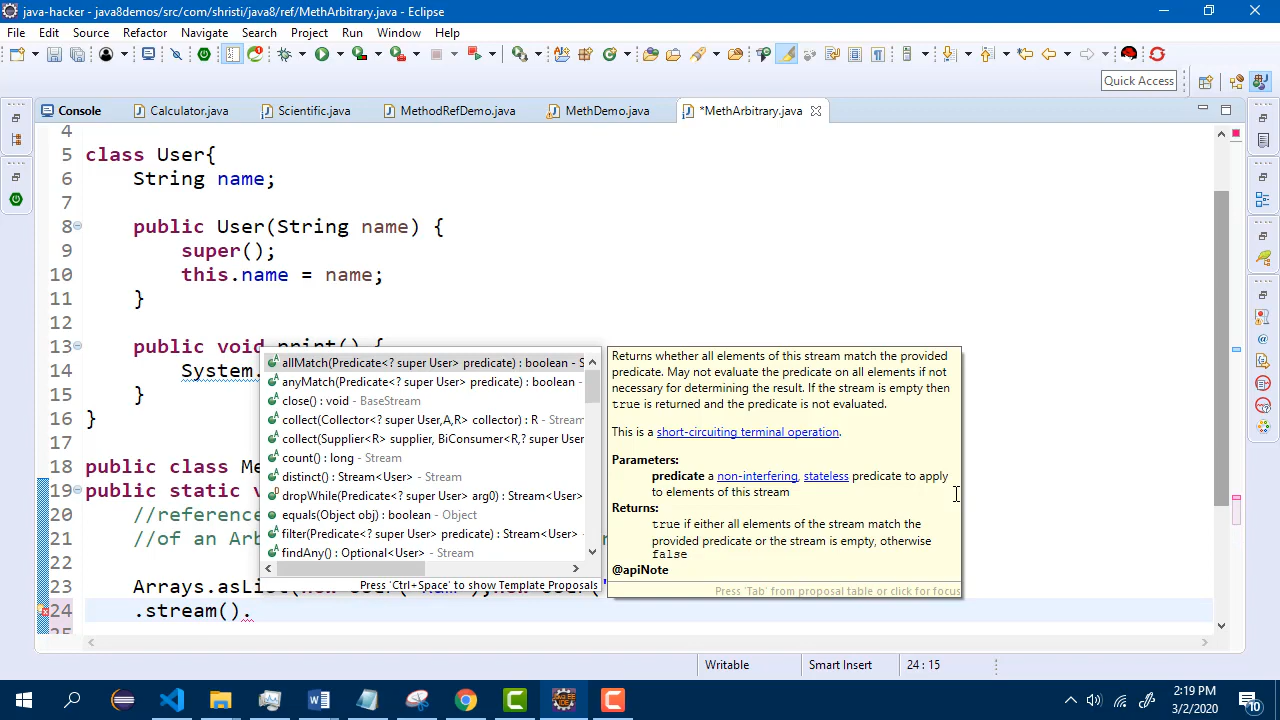 java-hacker - java8demos/src/com/shristi/java8/ref/MethArbitrary.java - Eclipse
File Edit Source Refactor Navigate Search Project Run Window Help
Quick Access
Console Calculator.java Scientific.java MethodRefDemo.java MethDemo.java *MethArbitrary.java
4
5 class User{
6 String name;
7
8 public User(String name) {
9 super();
10 this.name = name;
11 }
12
13 public void print() {
14 System.
15 }
16 }
17
18 public class Me
19 public static v
20 //reference
21 //of an Arb
22
23 Arrays.asList(new User(
24 .stream().
allMatch(Predicate<? super User> predicate) : boolean - S
anyMatch(Predicate<? super User> predicate) : boolean -
close() : void - BaseStream
collect(Collector<? super User,A,R> collector) : R - Stream
collect(Supplier<R> supplier, BiConsumer<R,? super
count() : long - Stream
distinct() : Stream<User> - Stream
dropWhile(Predicate<? super User> arg0) : Stream<User>
equals(Object obj) : boolean - Object
filter(Predicate<? super User> predicate) : Stream<User> -
findAny() : Optional<User> - Stream
Press 'Ctrl+Space' to show Template Proposals
Returns whether all elements of this stream match the provided
predicate. May not evaluate the predicate on all elements if not
necessary for determining the result. If the stream is empty then
true is returned and the predicate is not evaluated.
This is a short-circuiting terminal operation.
Parameters:
predicate a non-interfering, stateless predicate to apply
to elements of this stream
Returns:
true if either all elements of the stream match the
provided predicate or the stream is empty, otherwise
false
@apiNote
Press 'Tab' from proposal table or click for focus
Writable Smart Insert 24 : 15
2:19 PM
3/2/2020
10